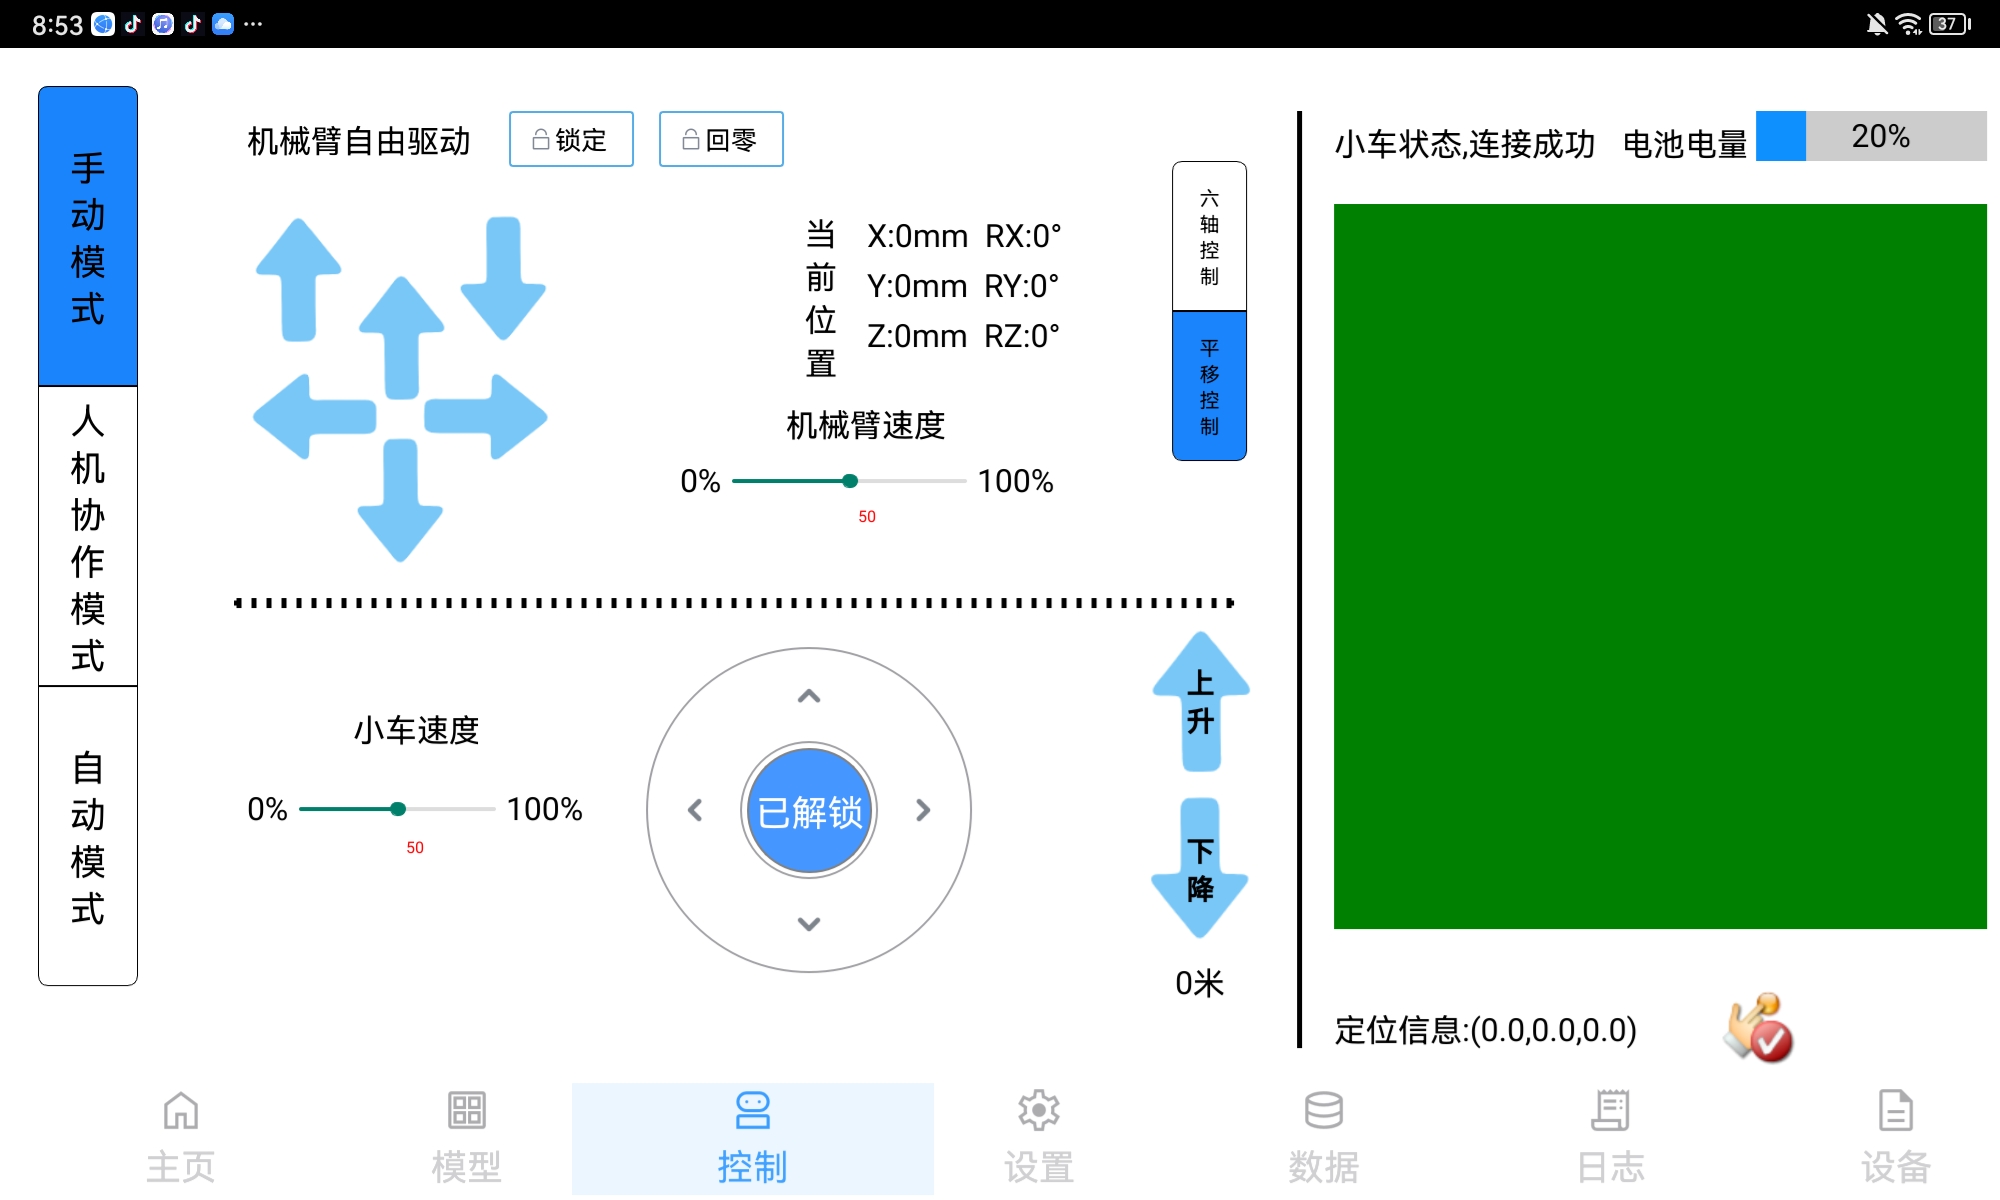 8:53
37
手动模式
人机协作模式
自动模式
机械臂自由驱动
锁定
回零
当前位置
X:0mm RX:0°
Y:0mm RY:0°
Z:0mm RZ:0°
机械臂速度
0% 100%
50
六轴控制
平移控制
小车速度
0% 100%
50
已解锁
上升
下降
0米
小车状态,连接成功 电池电量 20%
定位信息:(0.0,0.0,0.0)
主页 模型 控制 设置 数据 日志 设备